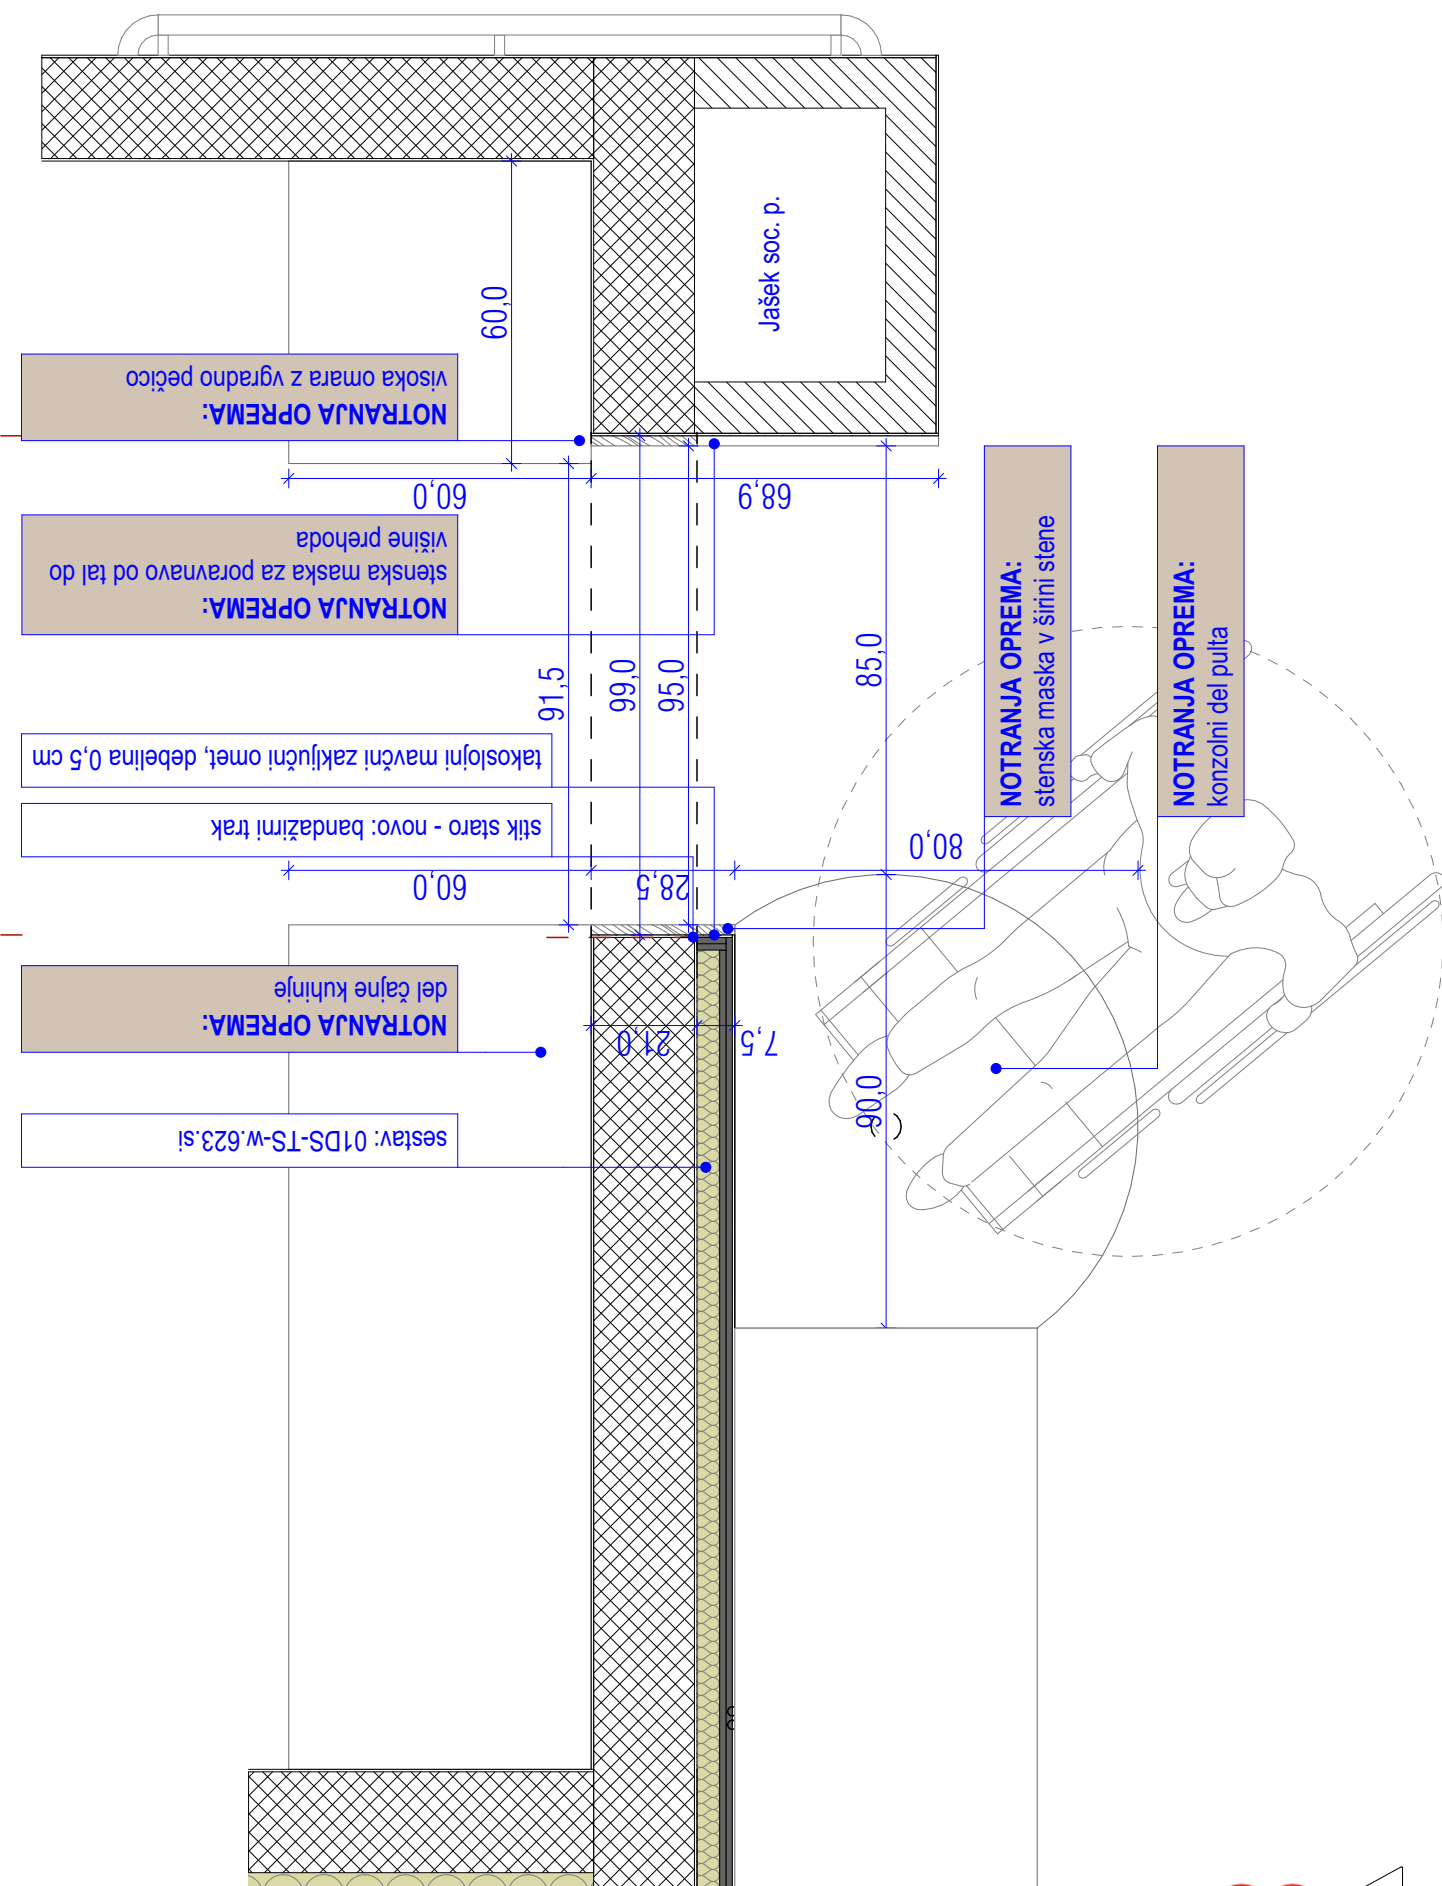 Jašek soc. p.
60,0
NOTRANJA OPREMA:
visoka omara z vgradno pečico
60,0
68,9
NOTRANJA OPREMA:
stenska maska za poravnavo od tal do
višine prehoda
91,5
99,0
95,0
85,0
NOTRANJA OPREMA:
stenska maska v širini stene
NOTRANJA OPREMA:
konzolni del pulta
takoslojni mavčni zaključni omet, debelina 0,5 cm
stik staro - novo: bandažirni trak
60,0
28,5
80,0
NOTRANJA OPREMA:
del čajne kuhinje
21,0
7,5
90,0
sestav: 01DS-TS-w.623.si